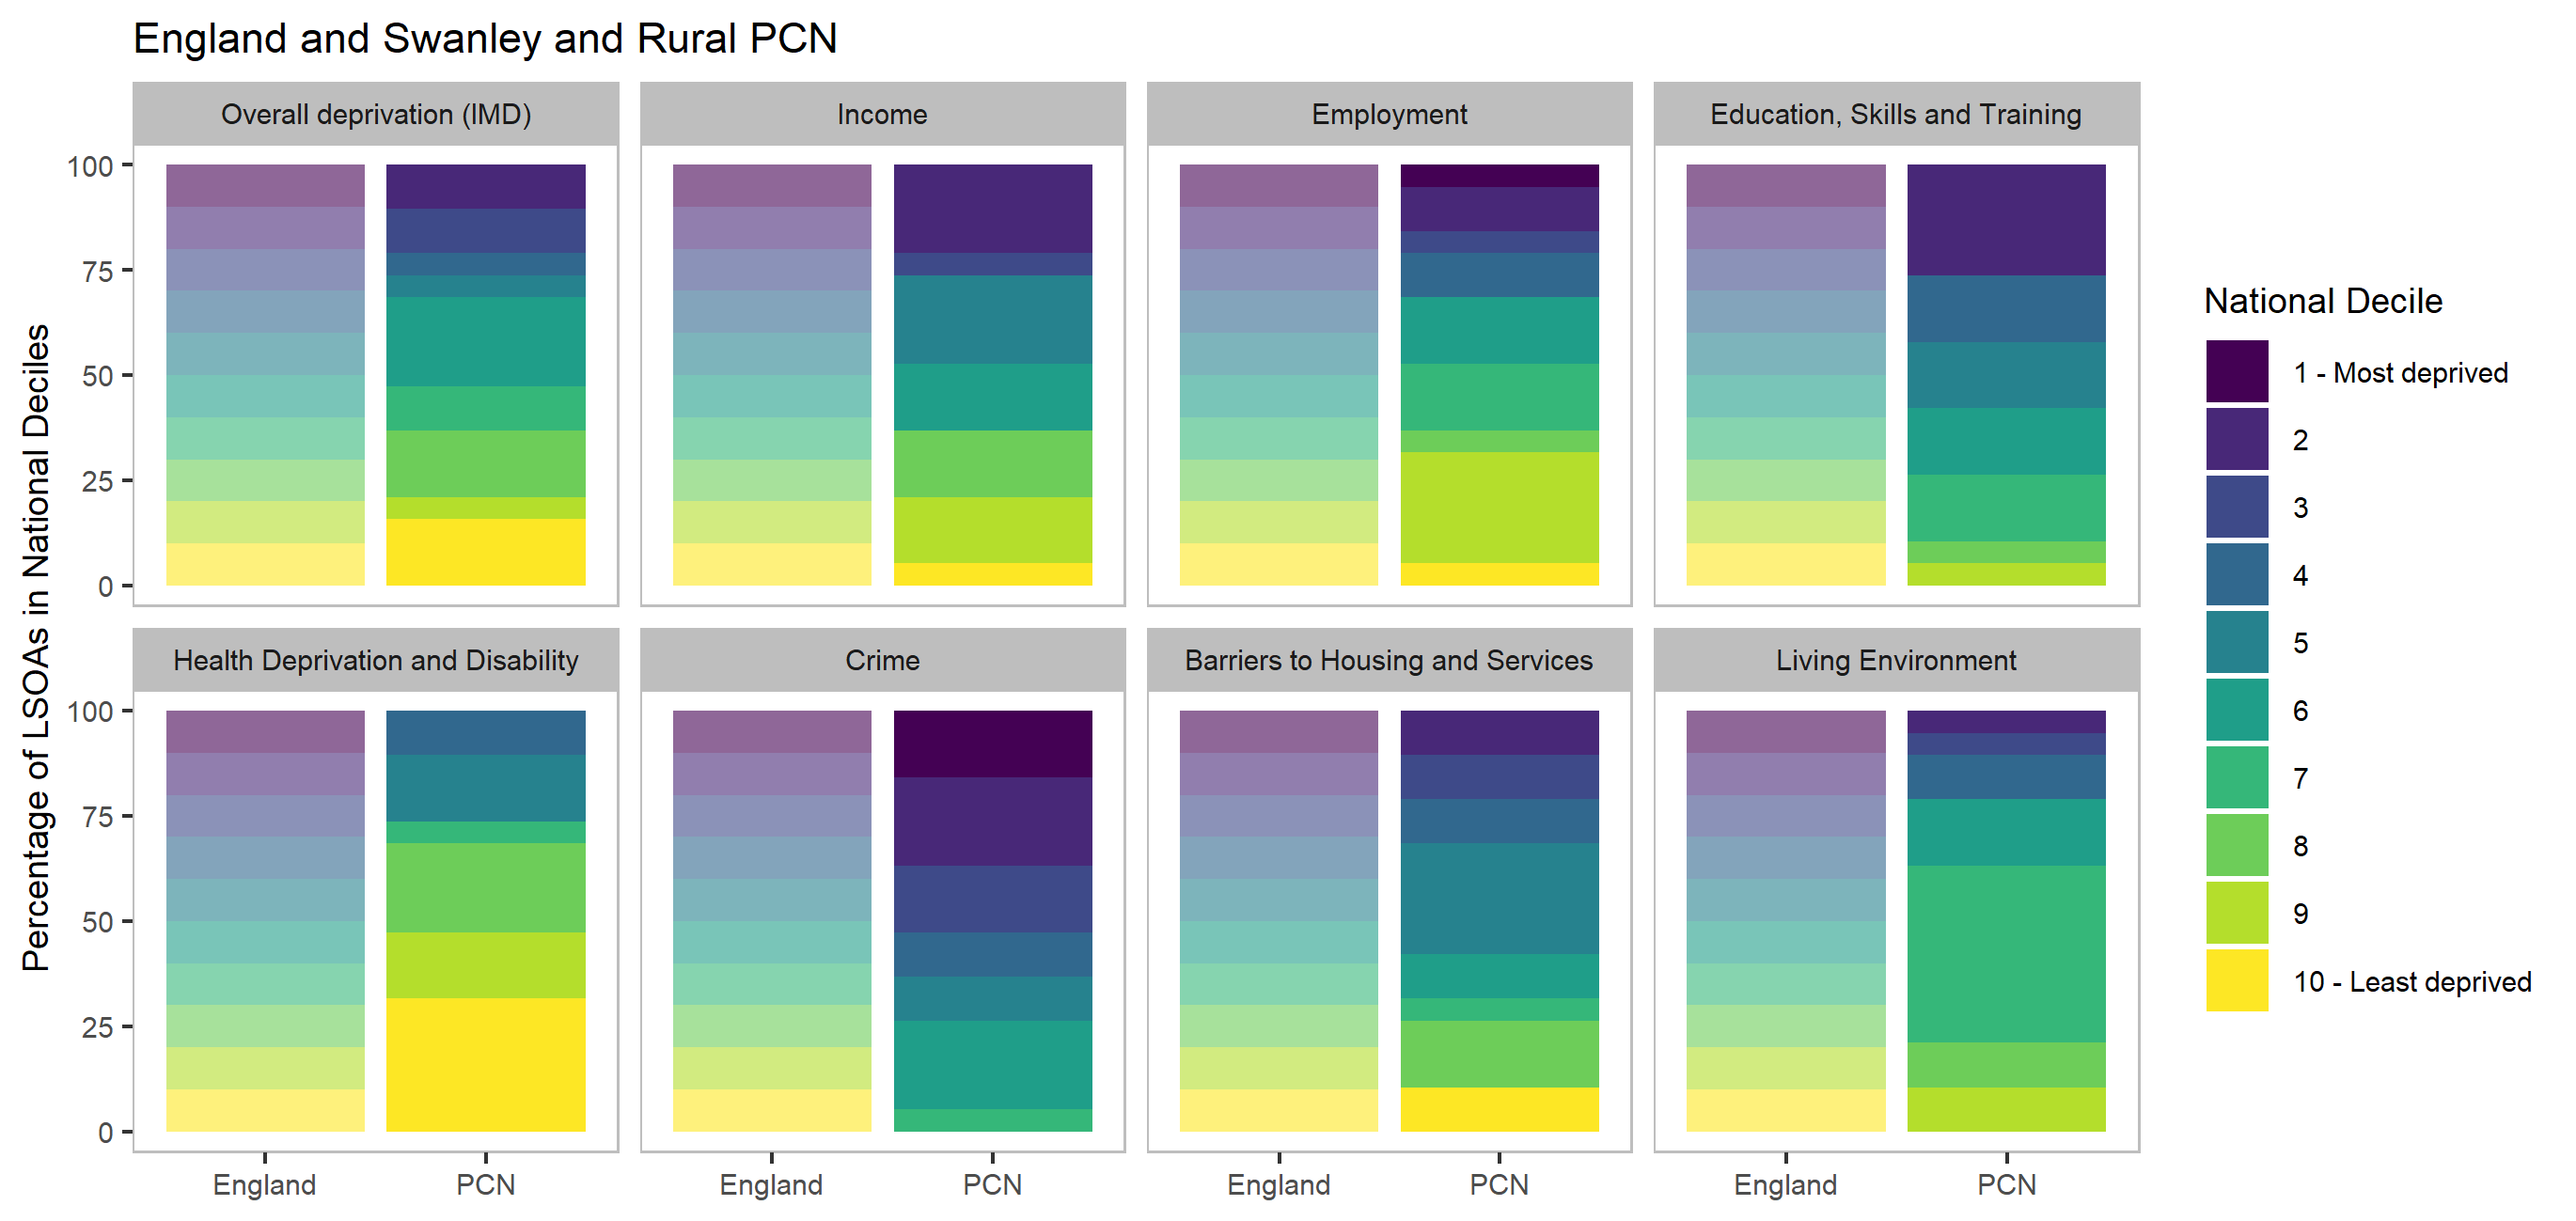 England and Swanley and Rural PCN
Overall deprivation (IMD)
Income
Employment
Education, Skills and Training
100
75
50
25
0
Health Deprivation and Disability
Crime
Barriers to Housing and Services
Living Environment
100
75
50
25
0
England
PCN
England
PCN
England
PCN
England
PCN
Percentage of LSOAs in National Deciles
National Decile
1 - Most deprived
2
3
4
5
6
7
8
9
10 - Least deprived